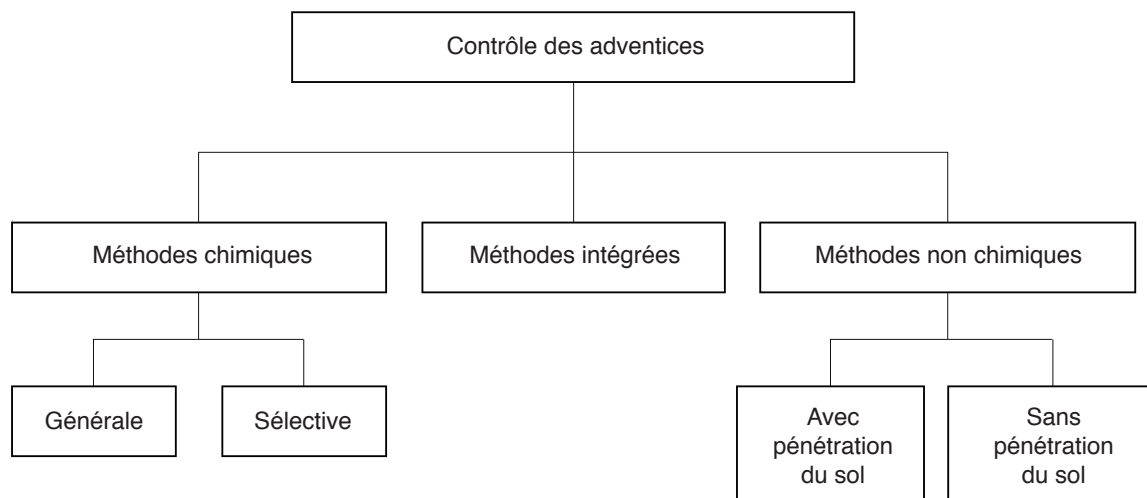 Contrôle des adventices
Méthodes chimiques
Méthodes intégrées
Méthodes non chimiques
Générale
Sélective
Avec
pénétration
du sol
Sans
pénétration
du sol